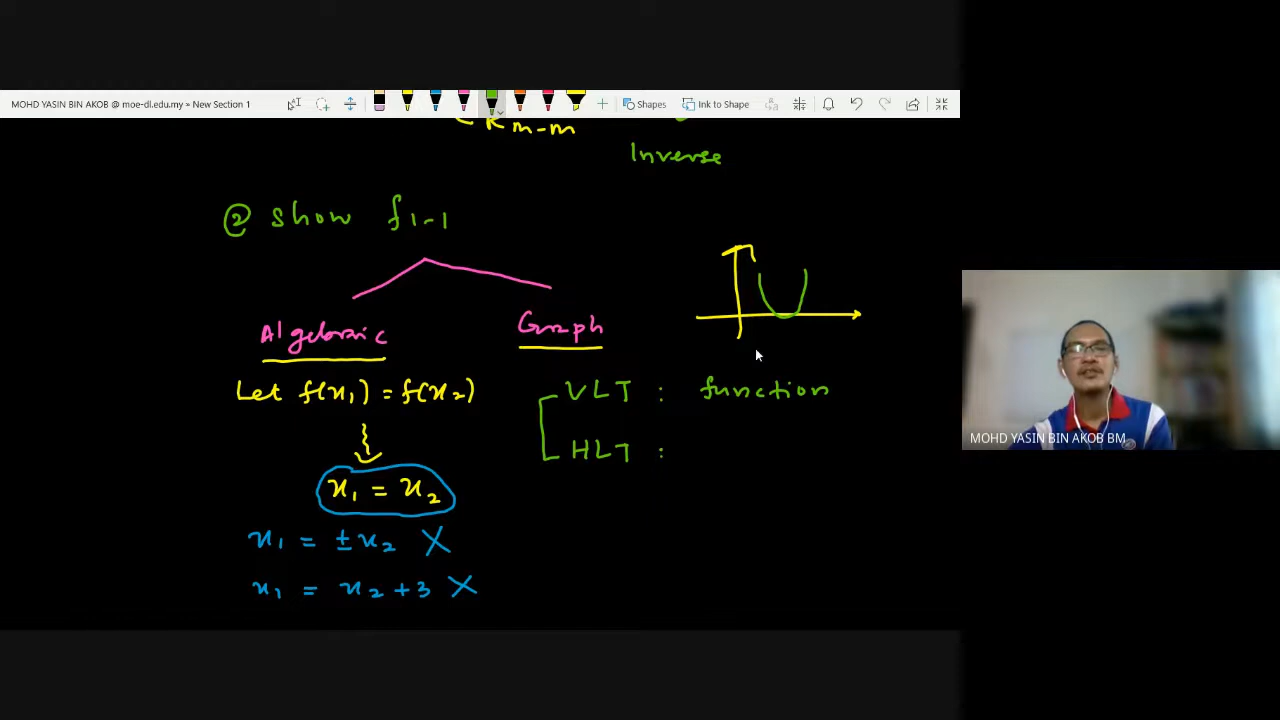 MOHD YASIN BIN AKOB @ moe-dl.edu.my » New Section 1
Shapes
Ink to Shape
R m-m
Inverse
② show f 1-1
Algebraic
Graph
Let f(x₁) = f(x₂)
VLT : function
HLT :
x₁ = x₂
x₁ = ± x₂ X
x₁ = x₂ + 3 X
MOHD YASIN BIN AKOB BM